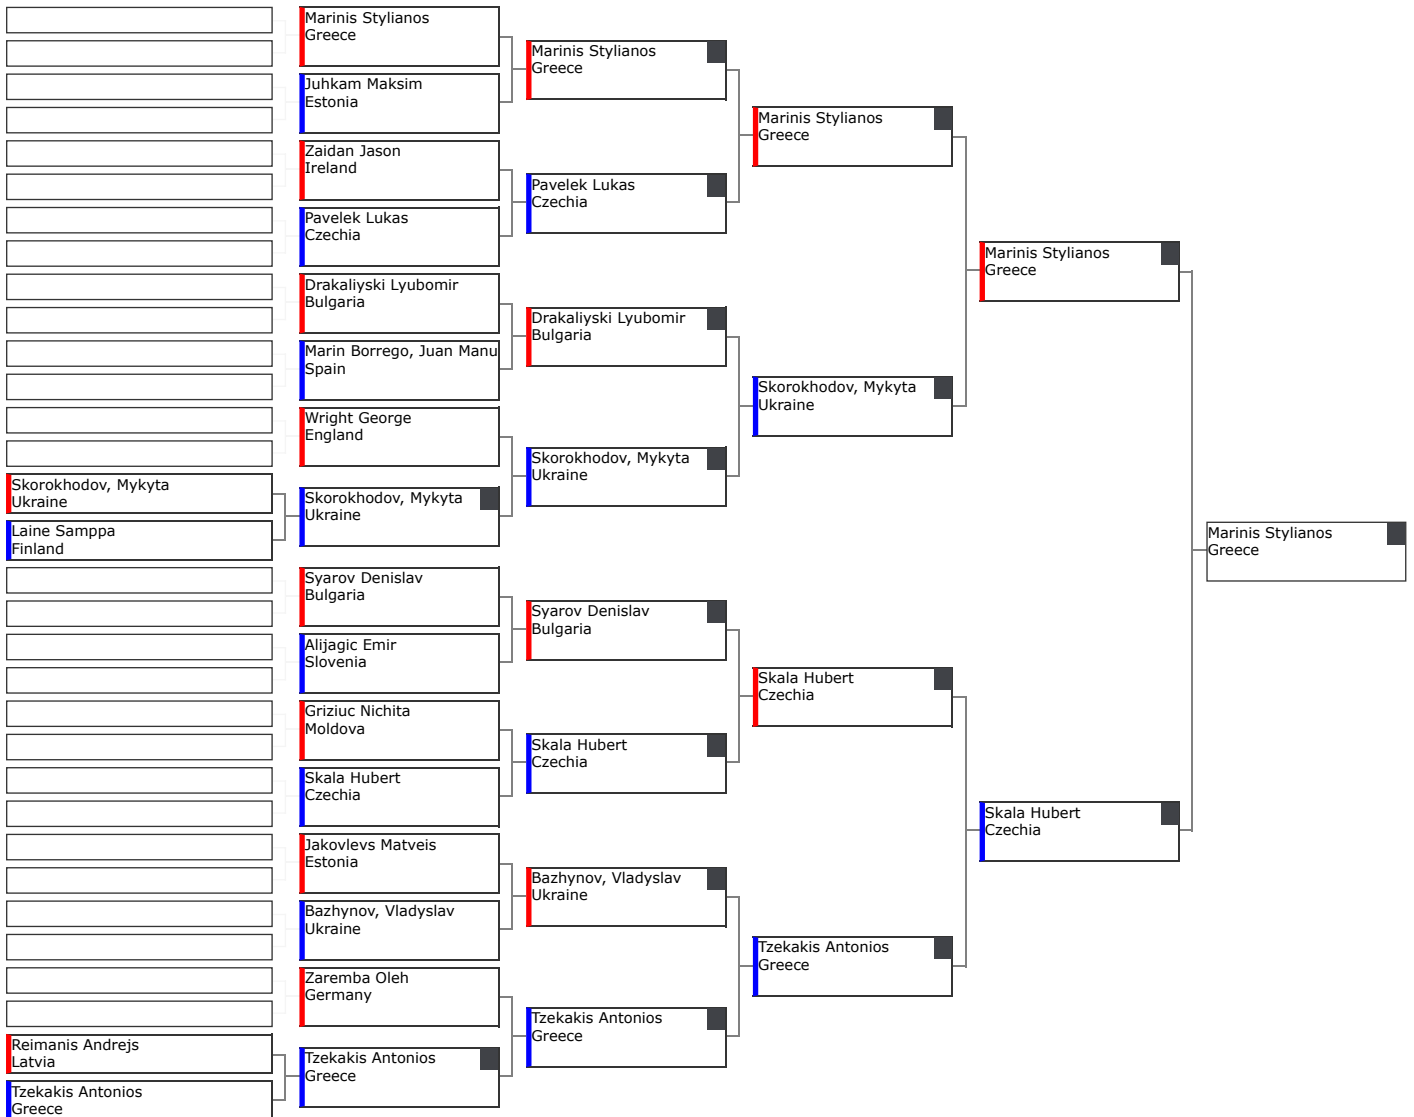 Skorokhodov, Mykyta
Ukraine
Laine Samppa
Finland
Reimanis Andrejs
Latvia
Tzekakis Antonios
Greece
Marinis Stylianos
Greece
Juhkam Maksim
Estonia
Zaidan Jason
Ireland
Pavelek Lukas
Czechia
Drakaliyski Lyubomir
Bulgaria
Marin Borrego, Juan Manu
Spain
Wright George
England
Skorokhodov, Mykyta
Ukraine
Syarov Denislav
Bulgaria
Alijagic Emir
Slovenia
Griziuc Nichita
Moldova
Skala Hubert
Czechia
Jakovlevs Matveis
Estonia
Bazhynov, Vladyslav
Ukraine
Zaremba Oleh
Germany
Tzekakis Antonios
Greece
Marinis Stylianos
Greece
Pavelek Lukas
Czechia
Drakaliyski Lyubomir
Bulgaria
Skorokhodov, Mykyta
Ukraine
Syarov Denislav
Bulgaria
Skala Hubert
Czechia
Bazhynov, Vladyslav
Ukraine
Tzekakis Antonios
Greece
Marinis Stylianos
Greece
Skorokhodov, Mykyta
Ukraine
Skala Hubert
Czechia
Tzekakis Antonios
Greece
Marinis Stylianos
Greece
Skala Hubert
Czechia
Marinis Stylianos
Greece